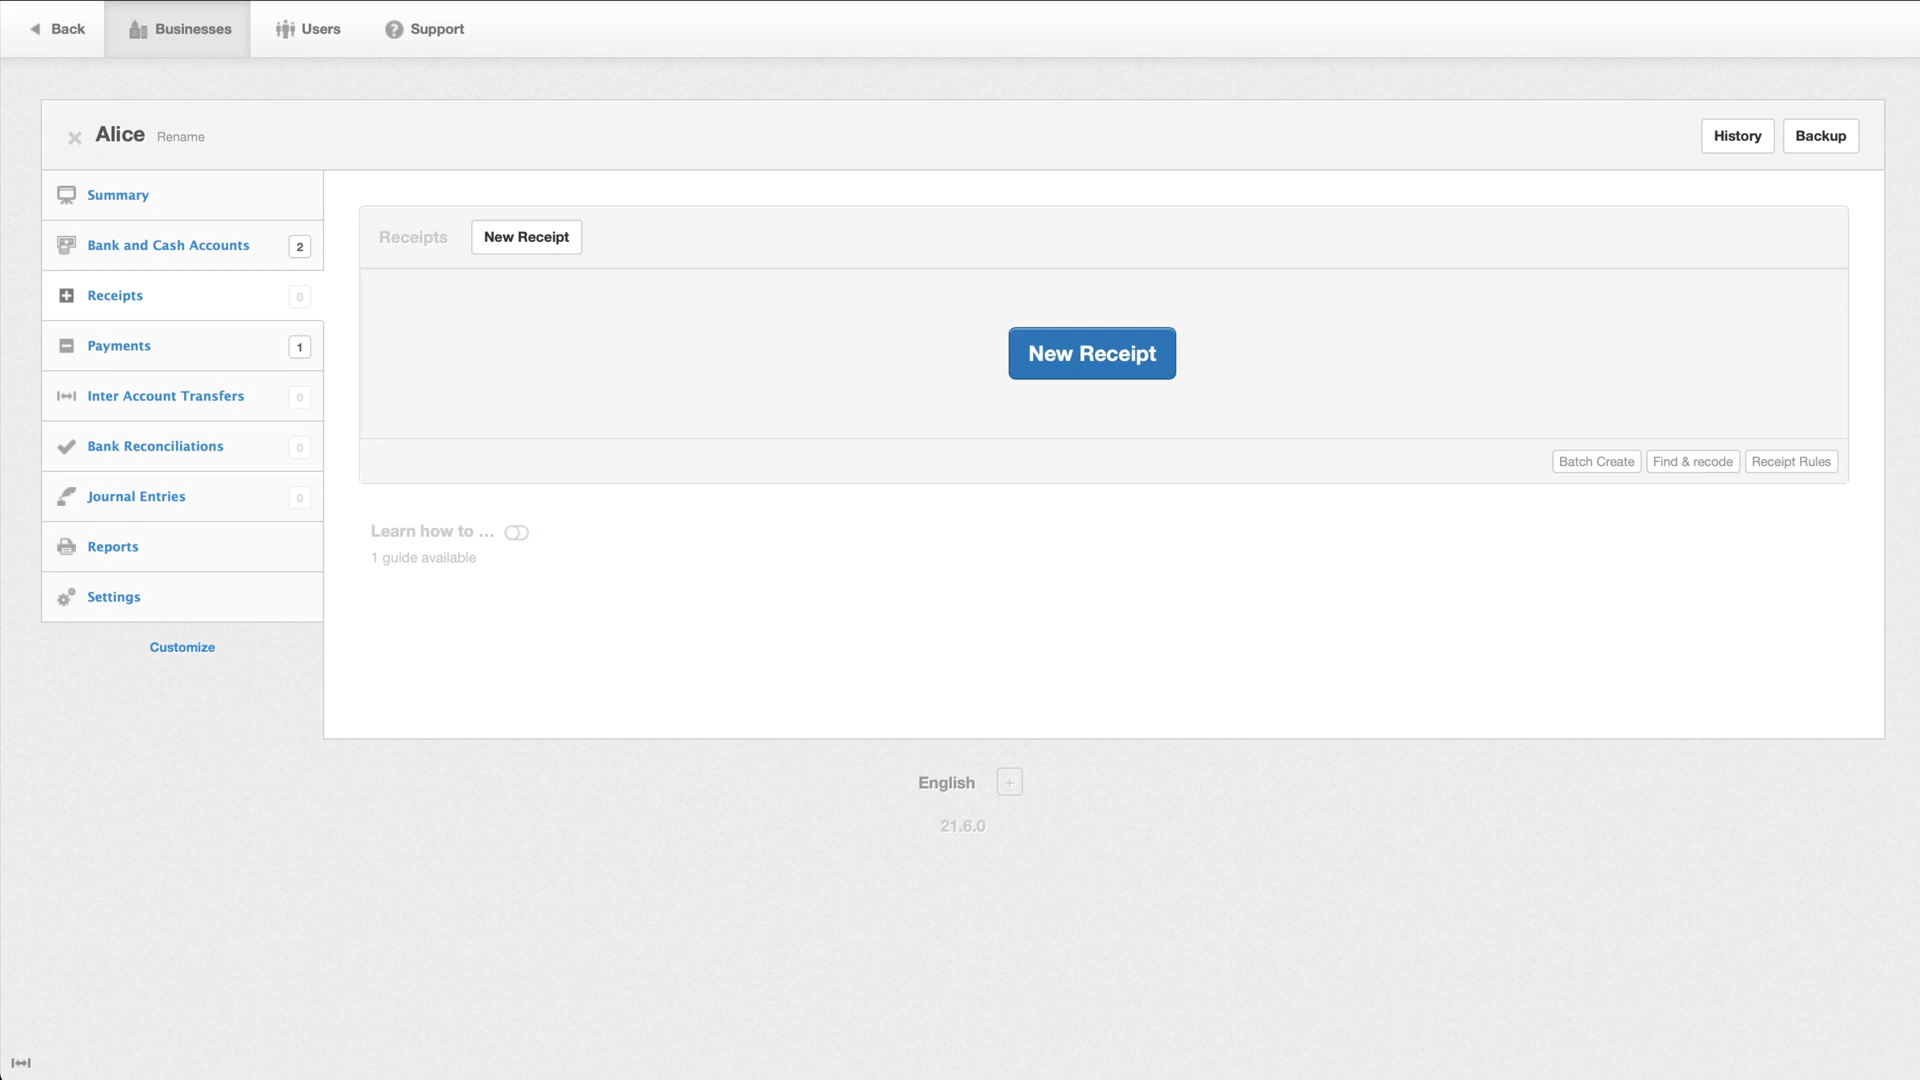 Back
Businesses
Users
Support
Alice Rename
History
Backup
Summary
Bank and Cash Accounts 2
Receipts 0
Payments 1
Inter Account Transfers 0
Bank Reconciliations 0
Journal Entries 0
Reports
Settings
Customize
Receipts
New Receipt
New Receipt
Batch Create
Find & recode
Receipt Rules
Learn how to ...
1 guide available
English +
21.6.0